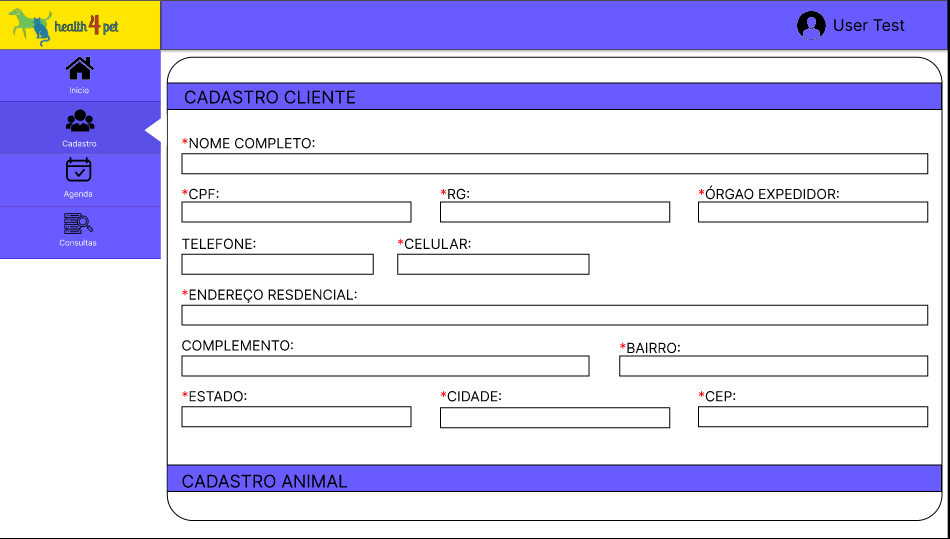 health4pet
User Test
Inicio
Cadastro
Agenda
Consultas
CADASTRO CLIENTE
*NOME COMPLETO:
*CPF: *RG: *ÓRGAO EXPEDIDOR:
TELEFONE: *CELULAR:
*ENDEREÇO RESDENCIAL:
COMPLEMENTO: *BAIRRO:
*ESTADO: *CIDADE: *CEP:
CADASTRO ANIMAL